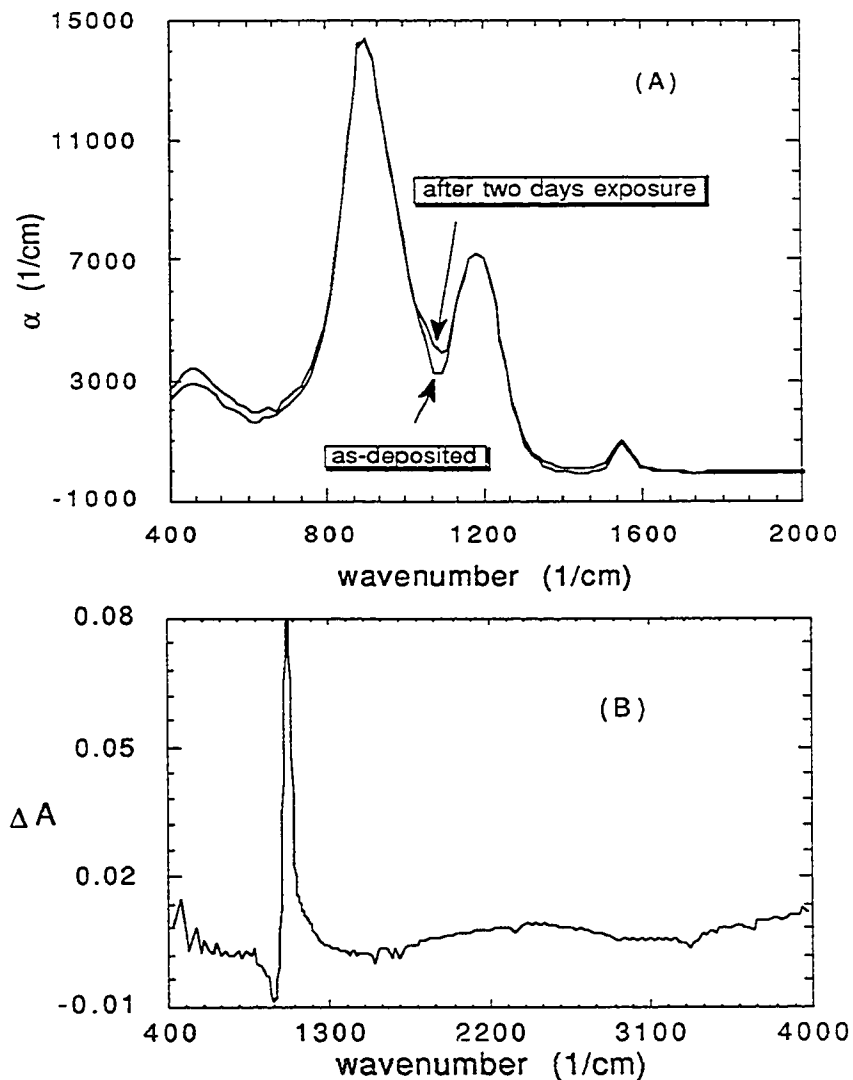 15000
(A)
11000
after two days exposure
α (1/cm)
7000
3000
as-deposited
-1000
400 800 1200 1600 2000
wavenumber (1/cm)
0.08
(B)
0.05
Δ A
0.02
-0.01
400 1300 2200 3100 4000
wavenumber (1/cm)